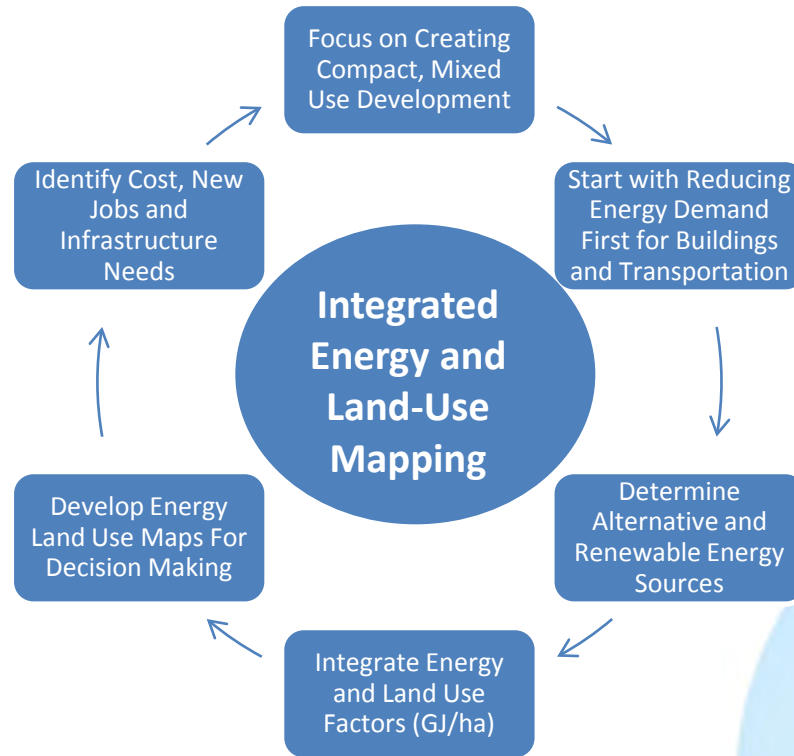 Focus on Creating
Compact, Mixed
Use Development
Start with Reducing
Energy Demand
First for Buildings
and Transportation
Determine
Alternative and
Renewable Energy
Sources
Integrate Energy
and Land Use
Factors (GJ/ha)
Develop Energy
Land Use Maps For
Decision Making
Identify Cost, New
Jobs and
Infrastructure
Needs
Integrated
Energy and
Land-Use
Mapping